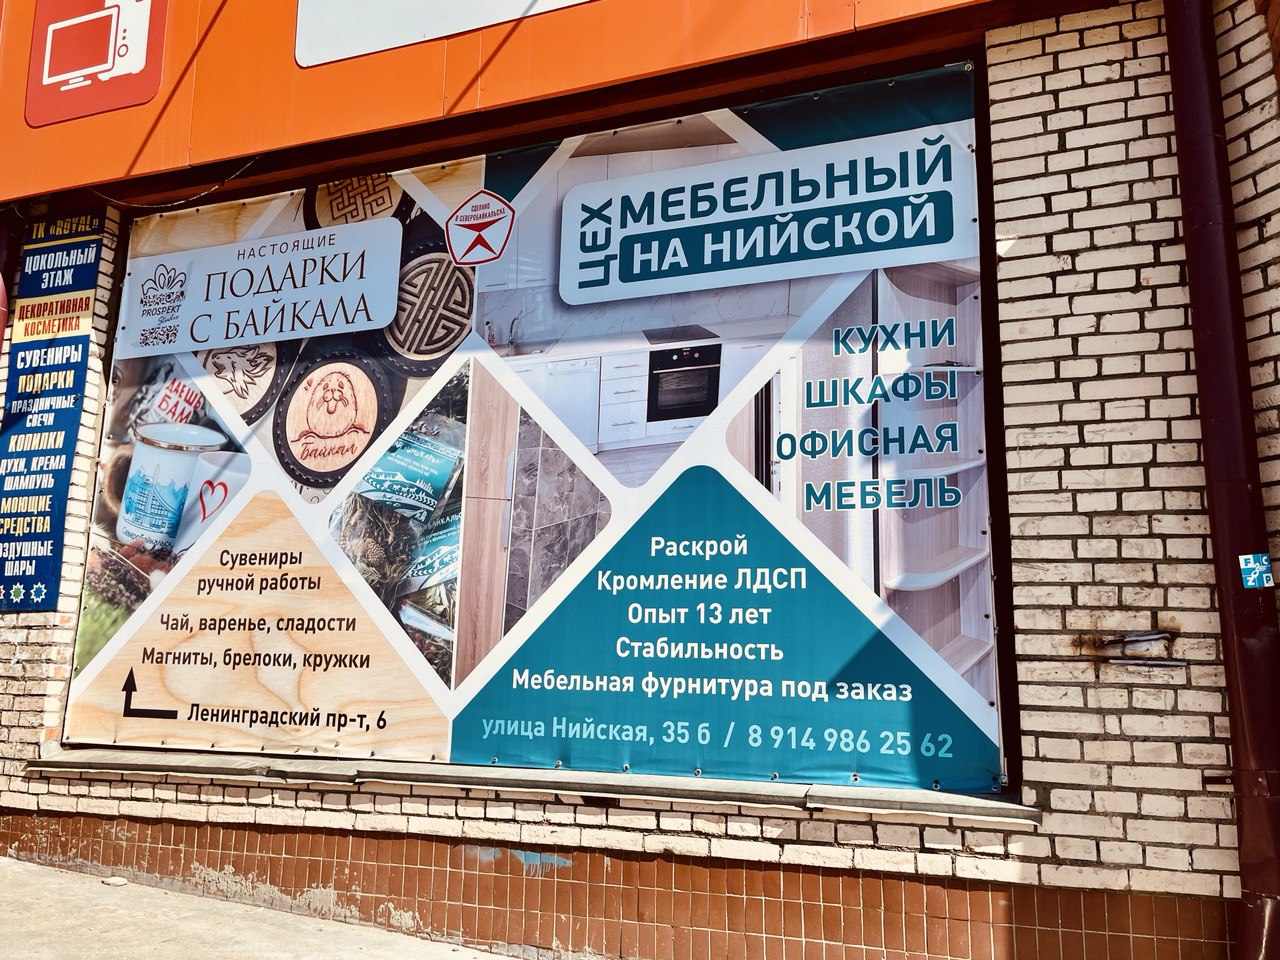 ТК «ROYAL»
ЦОКОЛЬНЫЙ
ЭТАЖ
ДЕКОРАТИВНАЯ
КОСМЕТИКА
СУВЕНИРЫ
ПОДАРКИ
ПРАЗДНИЧНЫЕ
СВЕЧИ
КОПИЛКИ
ДУХИ, КРЕМА
ШАМПУНЬ
МОЮЩИЕ
СРЕДСТВА
ШАРЫ
НАСТОЯЩИЕ
ПОДАРКИ
С БАЙКАЛА
PROSPEKT
Studio
СДЕЛАНО
В СЕВЕРОБАЙКАЛЬСКЕ
ДАЕШЬ
БАМ
Байкал
Сувениры
ручной работы
Чай, варенье, сладости
Магниты, брелоки, кружки
Ленинградский пр-т, 6
ЦЕХ
МЕБЕЛЬНЫЙ
НА НИЙСКОЙ
КУХНИ
ШКАФЫ
ОФИСНАЯ
МЕБЕЛЬ
Раскрой
Кромление ЛДСП
Опыт 13 лет
Стабильность
Мебельная фурнитура под заказ
улица Нийская, 35 б / 8 914 986 25 62